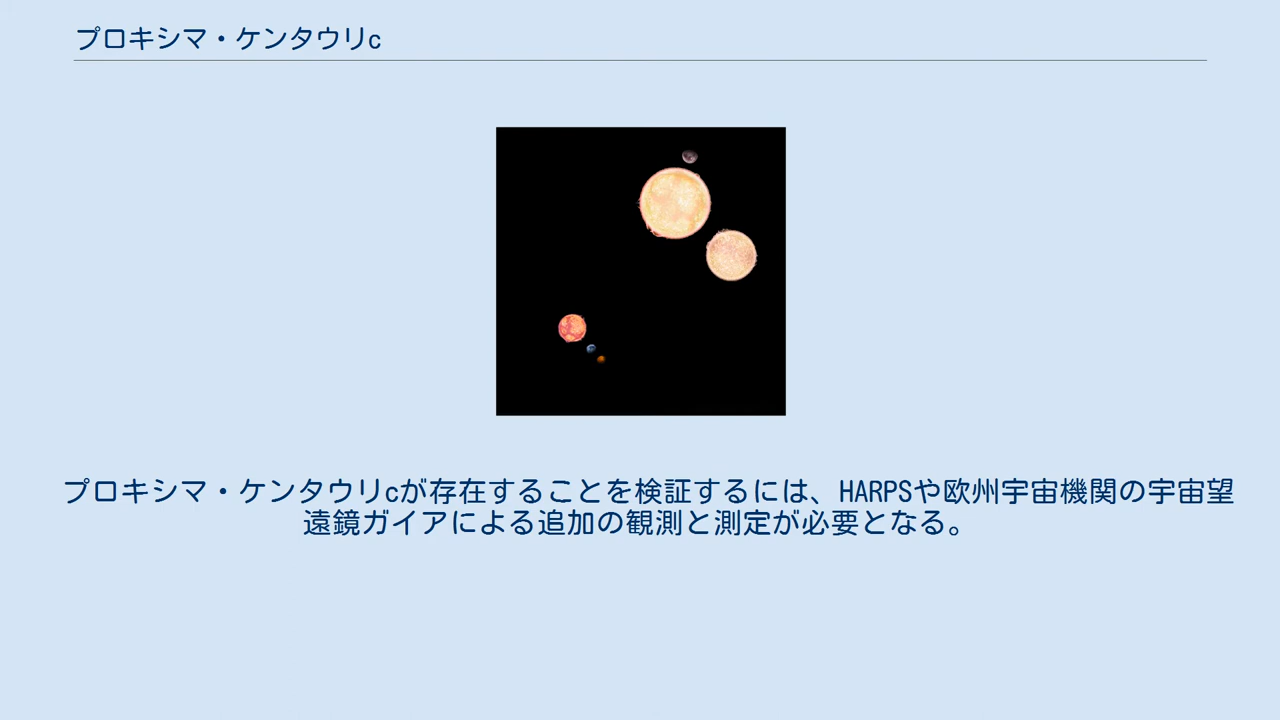 プロキシマ・ケンタウリc
プロキシマ・ケンタウリcが存在することを検証するには、HARPSや欧州宇宙機関の宇宙望
遠鏡ガイアによる追加の観測と測定が必要となる。